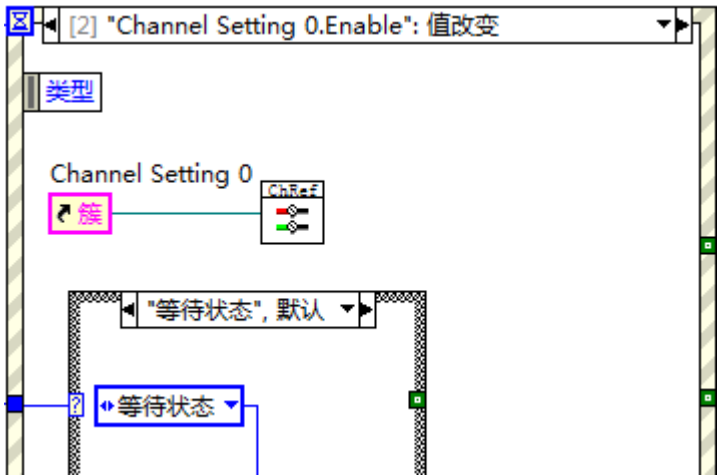 [2] "Channel Setting 0.Enable": 值改变
类型
Channel Setting 0
簇
ChRef
"等待状态", 默认
?
等待状态